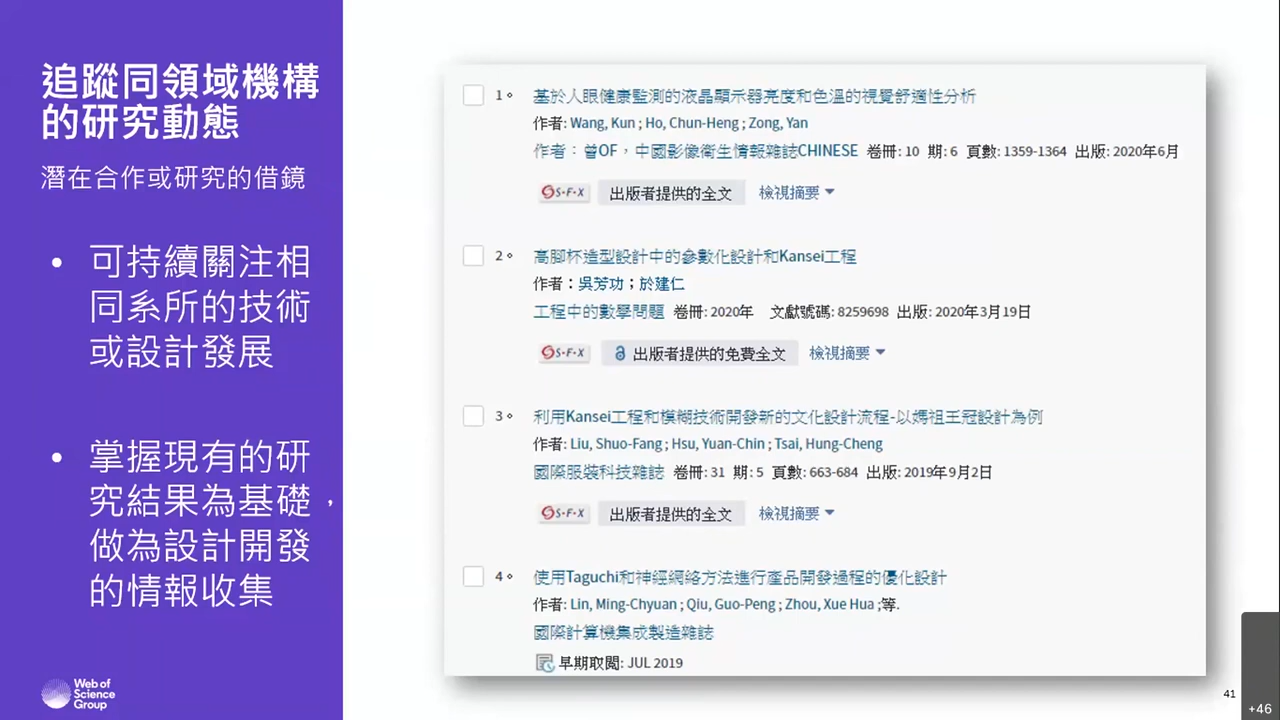 追蹤同領域機構
的研究動態
潛在合作或研究的借鏡
• 可持續關注相
同系所的技術
或設計發展
• 掌握現有的研
究結果為基礎，
做為設計開發
的情報收集
Web of
Science
Group
1。 基於人眼健康監測的液晶顯示器亮度和色溫的視覺舒適性分析
作者: Wang, Kun ; Ho, Chun-Heng ; Zong, Yan
作者：曾OF，中國影像衛生情報雜誌CHINESE 卷冊: 10 期: 6 頁數: 1359-1364 出版: 2020年6月
S·F·X 出版者提供的全文 檢視摘要
2。 高腳杯造型設計中的參數化設計和Kansei工程
作者：吳芳功；於建仁
工程中的數學問題 卷冊: 2020年 文獻號碼: 8259698 出版: 2020年3月19日
S·F·X 出版者提供的免費全文 檢視摘要
3。 利用Kansei工程和模糊技術開發新的文化設計流程-以媽祖王冠設計為例
作者: Liu, Shuo-Fang ; Hsu, Yuan-Chin ; Tsai, Hung-Cheng
國際服裝科技雜誌 卷冊: 31 期: 5 頁數: 663-684 出版: 2019年9月2日
S·F·X 出版者提供的全文 檢視摘要
4。 使用Taguchi和神經網絡方法進行產品開發過程的優化設計
作者: Lin, Ming-Chyuan ; Qiu, Guo-Peng ; Zhou, Xue Hua ;等.
國際計算機集成製造雜誌
早期取閱: JUL 2019
41
+46